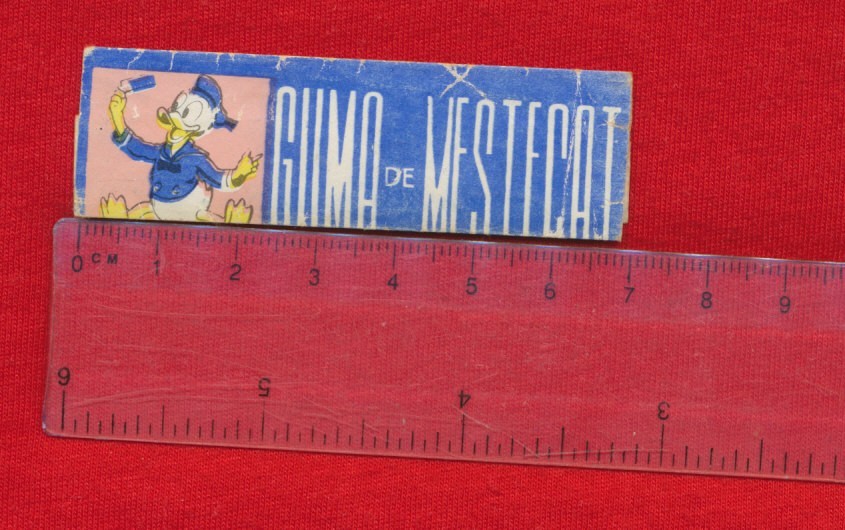 GUMA DE MESTECAT
0 CM 1 2 3 4 5 6 7 8 9
6 5 4 3